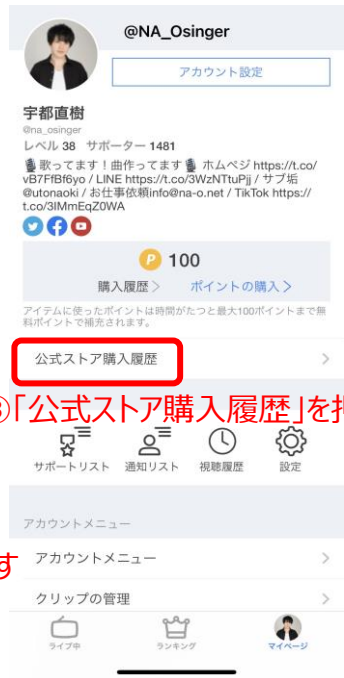 @NA_Osinger
アカウント設定
宇都直樹
@na_osinger
レベル 38 サポーター 1481
🎙歌ってます！曲作ってます🎙 ホムペジ https://t.co/
vB7FfBf6yo / LINE https://t.co/3WzNTtuPjj / サブ垢
@utonaoki / お仕事依頼info@na-o.net / TikTok https://
t.co/3IMmEqZ0WA
P 100
購入履歴＞ ポイントの購入＞
アイテムに使ったポイントは時間がたつと最大100ポイントまで無
料ポイントで補充されます。
公式ストア購入履歴
「公式ストア購入履歴」を押
サポートリスト 通知リスト 視聴履歴 設定
アカウントメニュー
す
アカウントメニュー
クリップの管理
ライブ中 ランキング マイページ